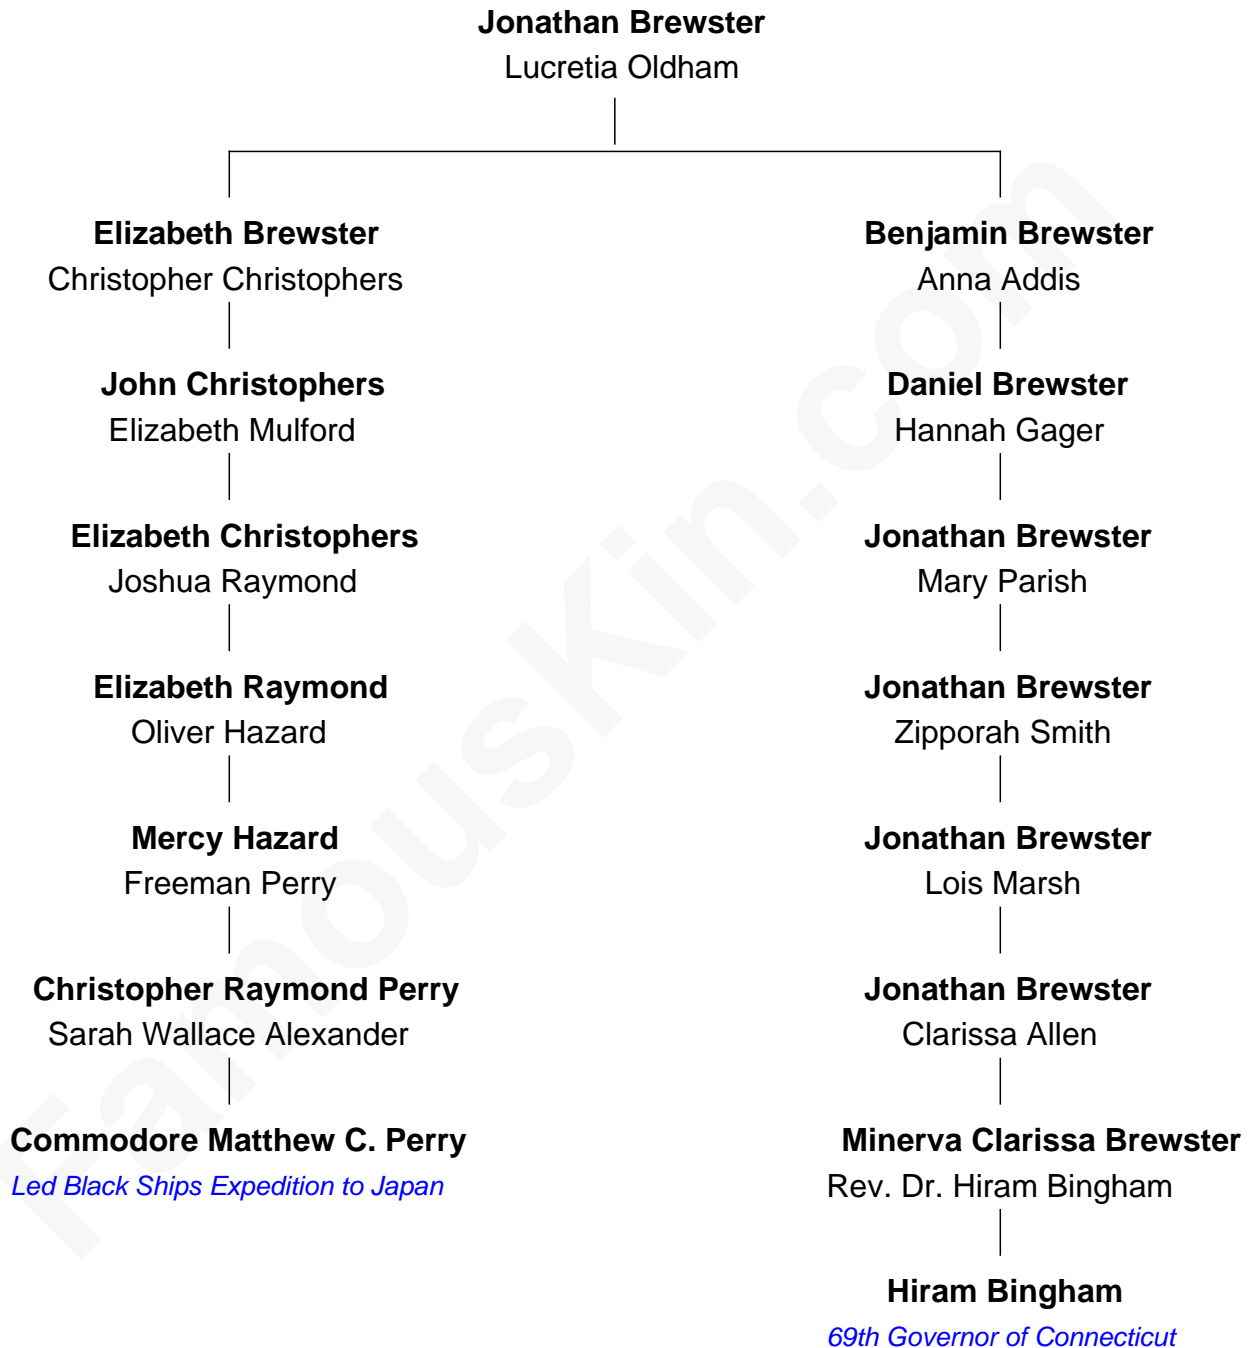 Jonathan Brewster
Lucretia Oldham
Elizabeth Brewster
Christopher Christophers
Benjamin Brewster
Anna Addis
John Christophers
Elizabeth Mulford
Daniel Brewster
Hannah Gager
Elizabeth Christophers
Joshua Raymond
Jonathan Brewster
Mary Parish
Elizabeth Raymond
Oliver Hazard
Jonathan Brewster
Zipporah Smith
Mercy Hazard
Freeman Perry
Jonathan Brewster
Lois Marsh
Christopher Raymond Perry
Sarah Wallace Alexander
Jonathan Brewster
Clarissa Allen
Commodore Matthew C. Perry
Led Black Ships Expedition to Japan
Minerva Clarissa Brewster
Rev. Dr. Hiram Bingham
Hiram Bingham
69th Governor of Connecticut
FamousKin.com